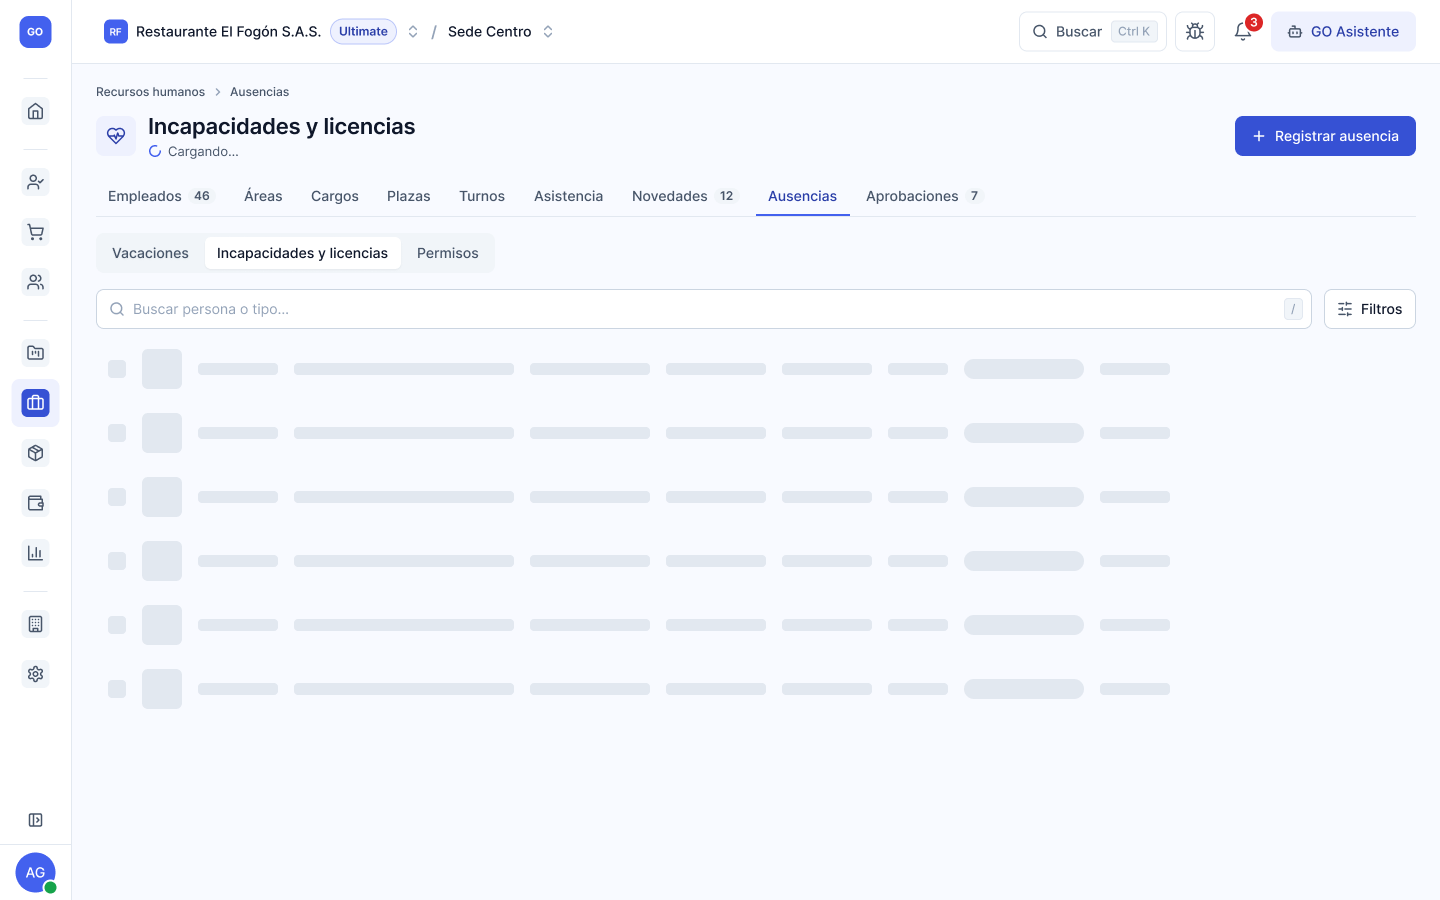 GO
RF Restaurante El Fogón S.A.S. Ultimate / Sede Centro
Buscar Ctrl K
3
GO Asistente
Recursos humanos Ausencias
Incapacidades y licencias
Cargando...
Registrar ausencia
Empleados 46 Áreas Cargos Plazas Turnos Asistencia Novedades 12 Ausencias Aprobaciones 7
Vacaciones Incapacidades y licencias Permisos
Buscar persona o tipo... /
Filtros
AG